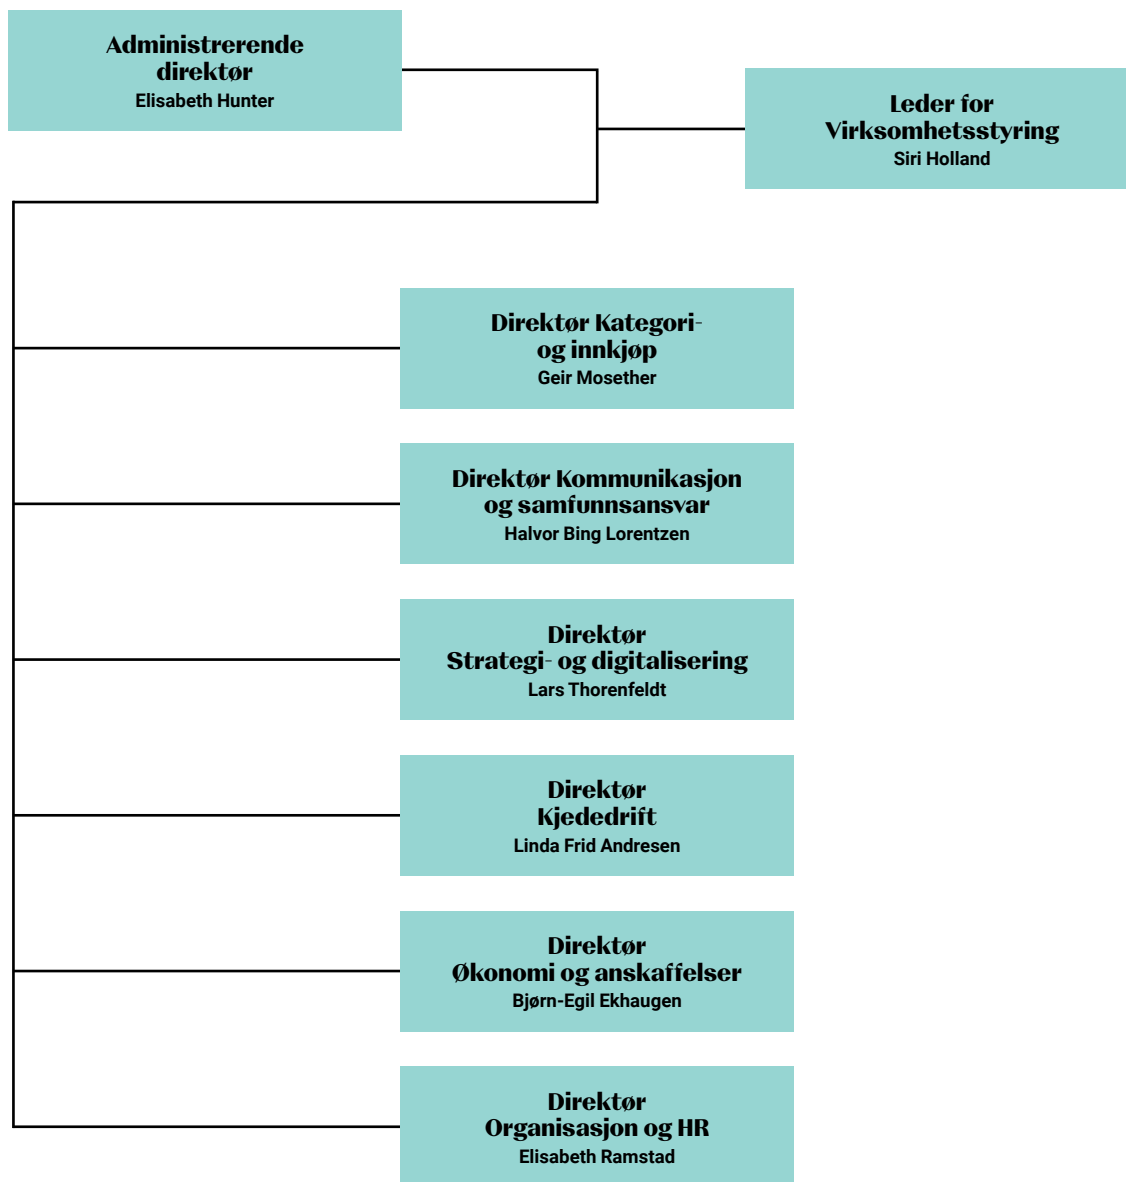 Administrerende
direktør
Elisabeth Hunter
Leder for
Virksomhetsstyring
Siri Holland
Direktør Kategori-
og innkjøp
Geir Mosether
Direktør Kommunikasjon
og samfunnsansvar
Halvor Bing Lorentzen
Direktør
Strategi- og digitalisering
Lars Thorenfeldt
Direktør
Kjededrift
Linda Frid Andresen
Direktør
Økonomi og anskaffelser
Bjørn-Egil Ekhaugen
Direktør
Organisasjon og HR
Elisabeth Ramstad